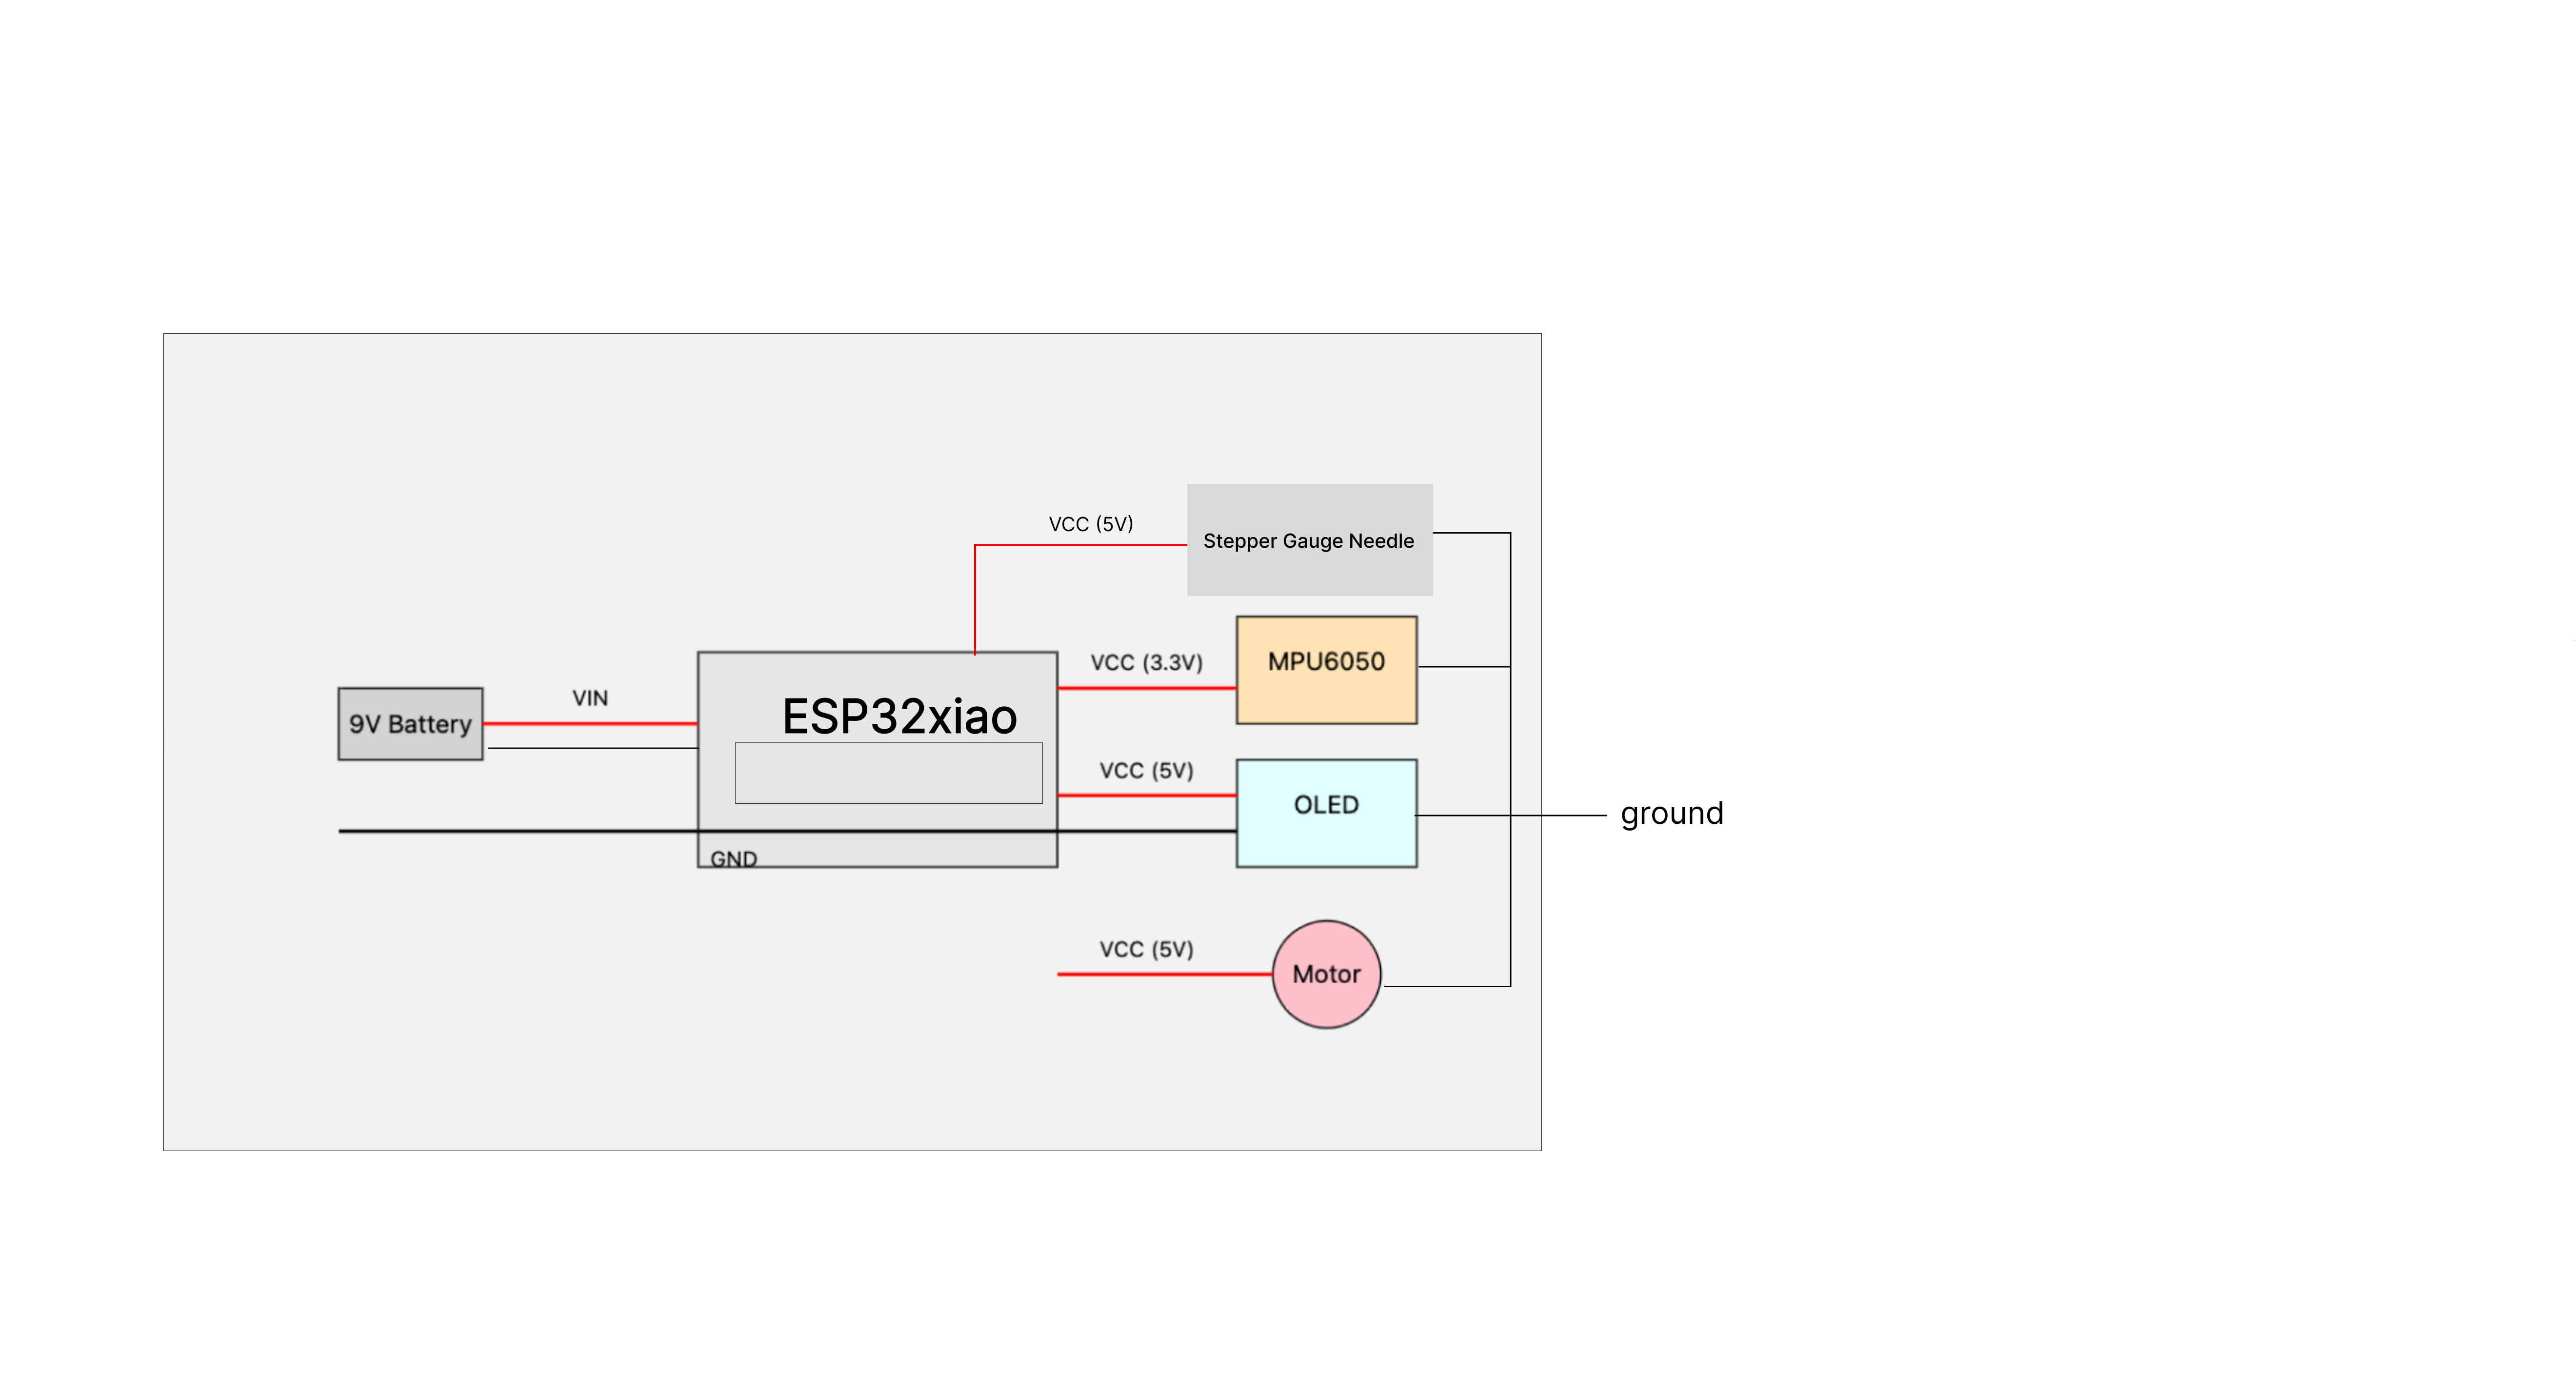 VCC (5V)
Stepper Gauge Needle
VCC (3.3V)
MPU6050
VIN
9V Battery
ESP32xiao
VCC (5V)
OLED
ground
GND
VCC (5V)
Motor